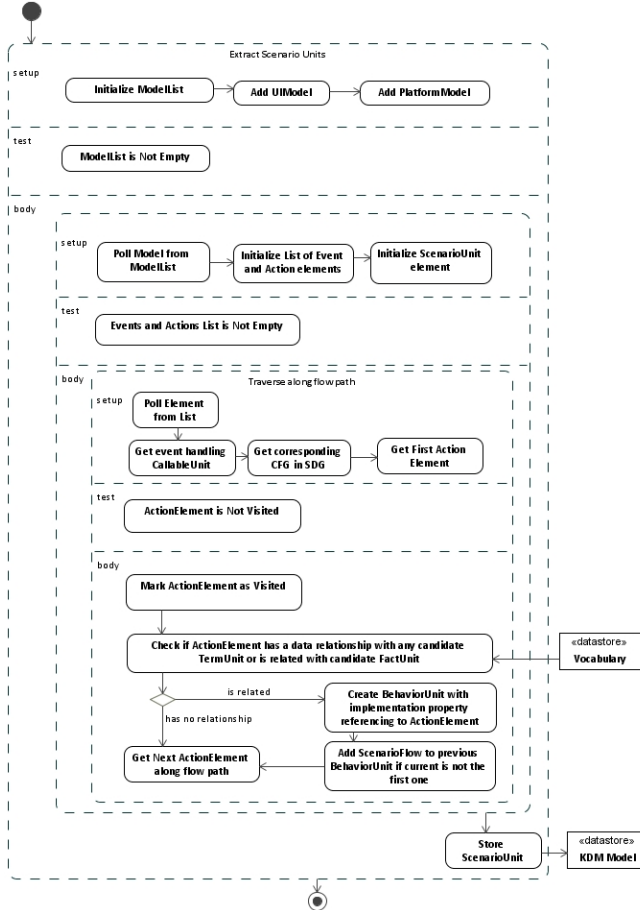 Extract Scenario Units
setup
Initialize ModelList
Add UIModel
Add PlatformModel
test
ModelList is Not Empty
body
setup
Poll Model from
ModelList
Initialize List of Event
and Action elements
Initialize ScenarioUnit
element
test
Events and Actions List is Not Empty
body
Traverse along flow path
setup
Poll Element
from List
Get event handling
CallableUnit
Get corresponding
CFG in SDG
Get First Action
Element
test
ActionElement is Not Visited
body
Mark ActionElement as Visited
Check if ActionElement has a data relationship with any candidate
TermUnit or is related with candidate FactUnit
«datastore»
Vocabulary
is related
has no relationship
Create BehaviorUnit with
implementation property
referencing to ActionElement
Get Next ActionElement
along flow path
Add ScenarioFlow to previous
BehaviorUnit if current is not the
first one
Store
ScenarioUnit
«datastore»
KDM Model